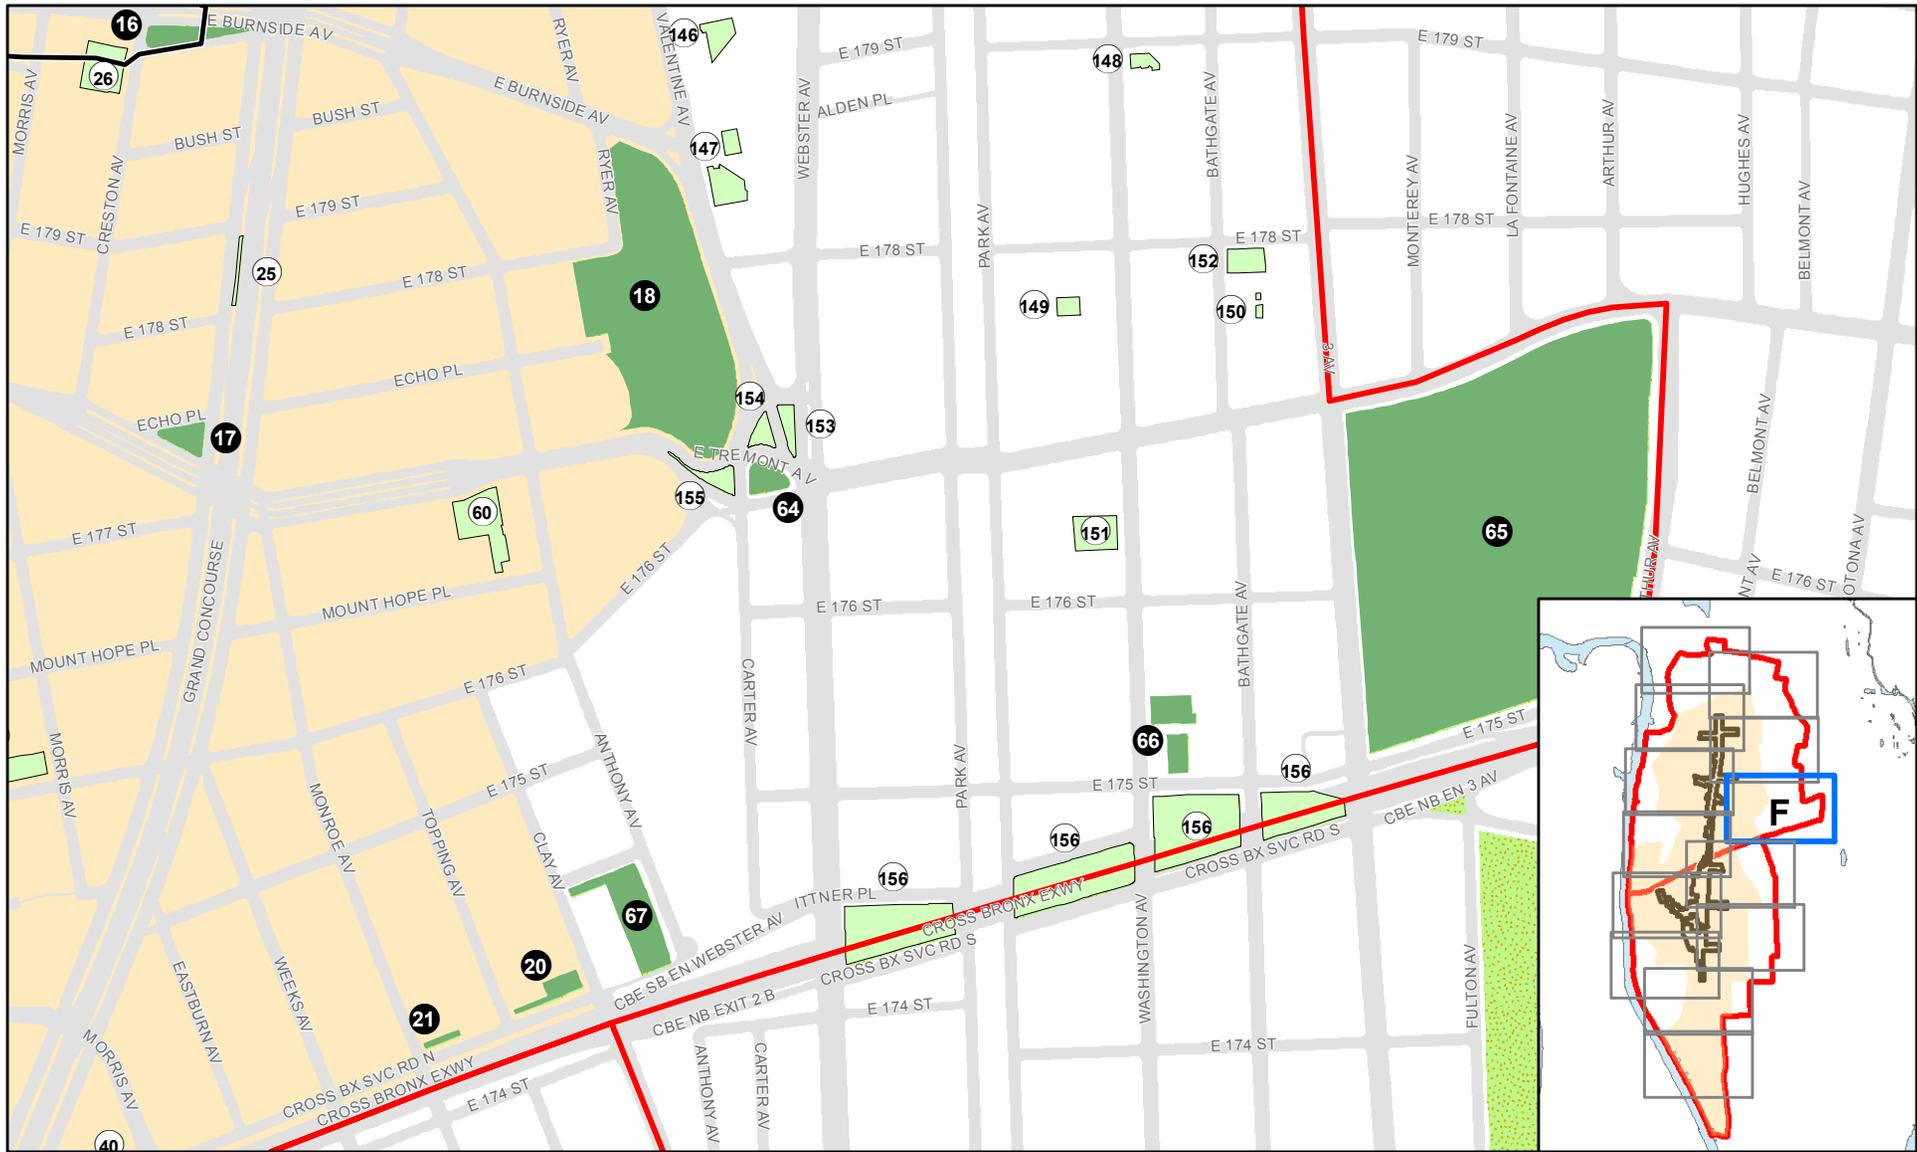 16
E BURNSIDE AV
RYER AV
VALENTINE AV
146
E 179 ST
148
E 179 ST
26
MORRIS AV
E BURNSIDE AV
BUSH ST
BUSH ST
ALDEN PL
WEBSTER AV
BATHGATE AV
MONTEREY AV
LA FONTAINE AV
ARTHUR AV
HUGHES AV
BELMONT AV
147
RYER AV
CRESTON AV
E 179 ST
E 179 ST
E 178 ST
PARK AV
E 178 ST
E 178 ST
25
E 178 ST
152
18
149
150
E 178 ST
3 AV
ECHO PL
154
153
ECHO PL
17
E TREMONT AV
BELMONT AV
155
64
60
151
65
E 177 ST
GRAND CONCOURSE
E 176 ST
THUR AV
NT AV
E 176 ST
OTONA AV
MOUNT HOPE PL
E 176 ST
E 176 ST
BATHGATE AV
MOUNT HOPE PL
E 176 ST
CARTER AV
66
E 175 ST
MORRIS AV
ANTHONY AV
PARK AV
156
E 175 ST
E 175 ST
CBE NB EN 3 AV
MONROE AV
TOPPING AV
CLAY AV
156
156
CROSS BX SVC RD S
156
ITTNER PL
CROSS BRONX EXWY
67
CBE SB EN WEBSTER AV
CROSS BX SVC RD S
WASHINGTON AV
FULTON AV
EASTBURN AV
WEEKS AV
20
21
CBE NB EXIT 2 B
E 174 ST
E 174 ST
MORRIS AV
CROSS BX SVC RD N
CROSS BRONX EXWY
E 174 ST
ANTHONY AV
CARTER AV
40
F